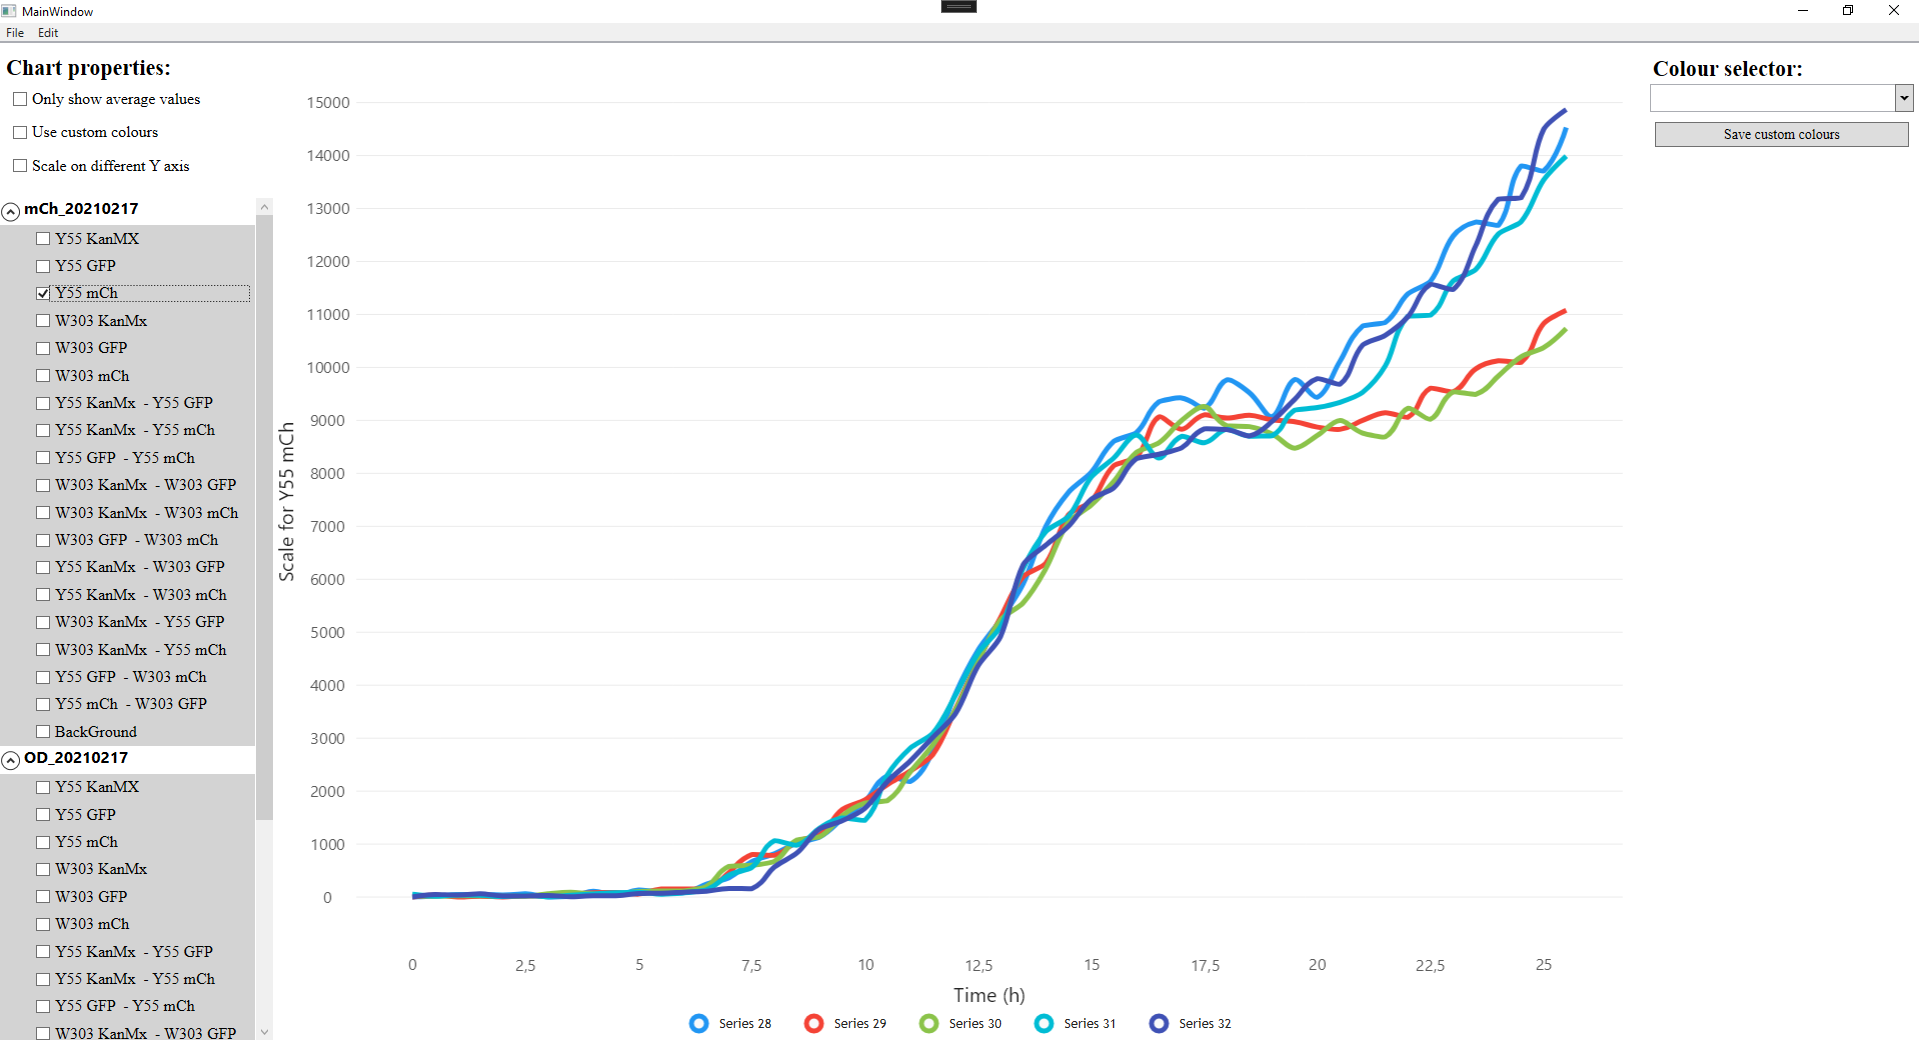 MainWindow
File Edit
Chart properties:
Only show average values
Use custom colours
Scale on different Y axis
mCh_20210217
Y55 KanMX
Y55 GFP
Y55 mCh
W303 KanMx
W303 GFP
W303 mCh
Y55 KanMx - Y55 GFP
Y55 KanMx - Y55 mCh
Y55 GFP - Y55 mCh
W303 KanMx - W303 GFP
W303 KanMx - W303 mCh
W303 GFP - W303 mCh
Y55 KanMx - W303 GFP
Y55 KanMx - W303 mCh
W303 KanMx - Y55 GFP
W303 KanMx - Y55 mCh
Y55 GFP - W303 mCh
Y55 mCh - W303 GFP
BackGround
OD_20210217
Y55 KanMX
Y55 GFP
Y55 mCh
W303 KanMx
W303 GFP
W303 mCh
Y55 KanMx - Y55 GFP
Y55 KanMx - Y55 mCh
Y55 GFP - Y55 mCh
W303 KanMx - W303 GFP
Scale for Y55 mCh
15000
14000
13000
12000
11000
10000
9000
8000
7000
6000
5000
4000
3000
2000
1000
0
0 2,5 5 7,5 10 12,5 15 17,5 20 22,5 25
Time (h)
Series 28 Series 29 Series 30 Series 31 Series 32
Colour selector:
Save custom colours